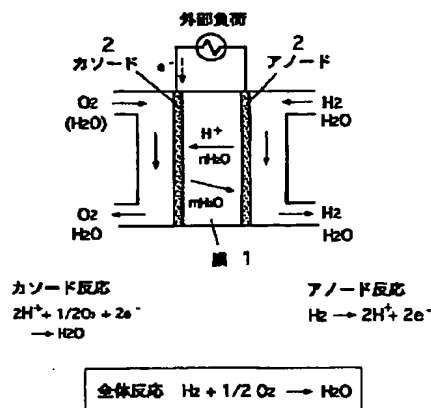 外部負荷
2 2
カソード アノード
e-
O2 H2
(H2O) H2O
H+
nH2O
mH2O
O2 H2
H2O H2O
膜 1
カソード反応 アノード反応
2H+ + 1/2O2 + 2e- H2 → 2H+ + 2e-
→ H2O
全体反応 H2 + 1/2 O2 → H2O